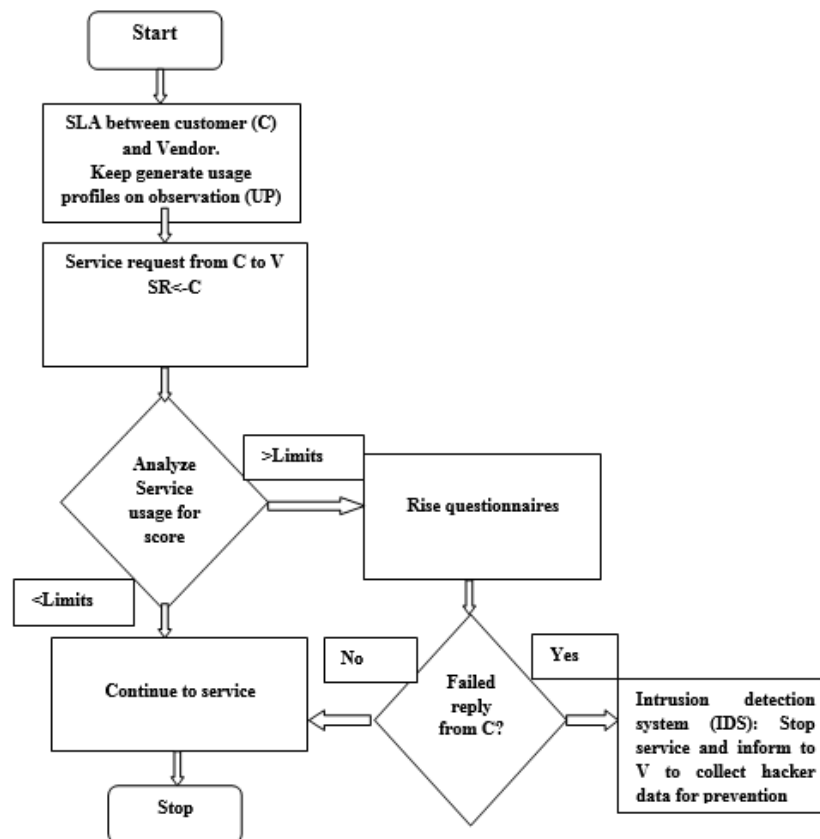 Start
SLA between customer (C)
and Vendor.
Keep generate usage
profiles on observation (UP)
Service request from C to V
SR<-C
Analyze
Service
usage for
score
>Limits
Rise questionnaires
<Limits
Continue to service
No
Failed
reply
from C?
Yes
Intrusion detection
system (IDS): Stop
service and inform to
V to collect hacker
data for prevention
Stop